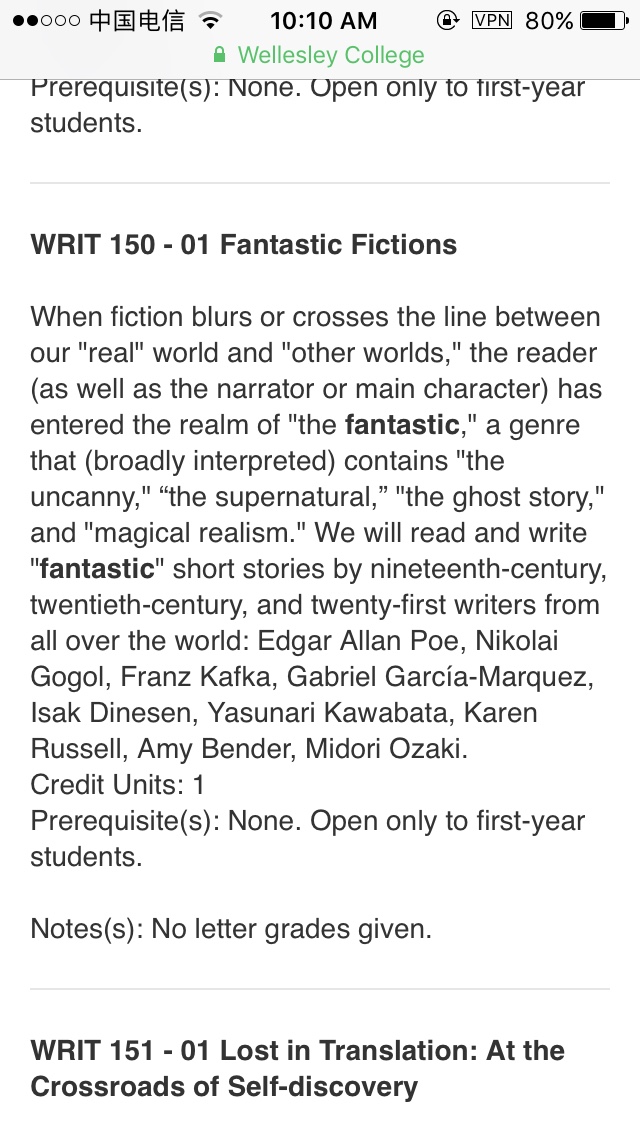 中国电信 10:10 AM VPN 80%
Wellesley College
Prerequisite(s): None. Open only to first-year
students.
WRIT 150 - 01 Fantastic Fictions
When fiction blurs or crosses the line between
our "real" world and "other worlds," the reader
(as well as the narrator or main character) has
entered the realm of "the fantastic," a genre
that (broadly interpreted) contains "the
uncanny," “the supernatural,” "the ghost story,"
and "magical realism." We will read and write
"fantastic" short stories by nineteenth-century,
twentieth-century, and twenty-first writers from
all over the world: Edgar Allan Poe, Nikolai
Gogol, Franz Kafka, Gabriel García-Marquez,
Isak Dinesen, Yasunari Kawabata, Karen
Russell, Amy Bender, Midori Ozaki.
Credit Units: 1
Prerequisite(s): None. Open only to first-year
students.
Notes(s): No letter grades given.
WRIT 151 - 01 Lost in Translation: At the
Crossroads of Self-discovery